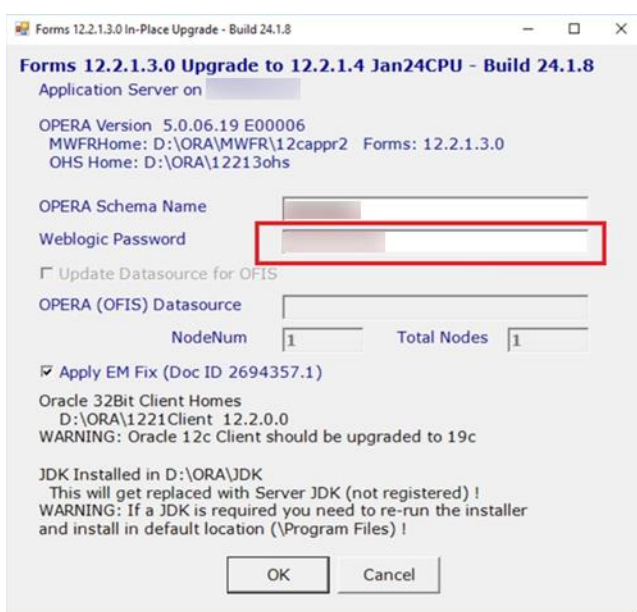 Forms 12.2.1.3.0 In-Place Upgrade - Build 24.1.8
Forms 12.2.1.3.0 Upgrade to 12.2.1.4 Jan24CPU - Build 24.1.8
Application Server on
OPERA Version 5.0.06.19 E00006
MWFRHome: D:\ORA\MWFR\12cappr2 Forms: 12.2.1.3.0
OHS Home: D:\ORA\12213ohs
OPERA Schema Name
Weblogic Password
Update Datasource for OFIS
OPERA (OFIS) Datasource
NodeNum 1 Total Nodes 1
Apply EM Fix (Doc ID 2694357.1)
Oracle 32Bit Client Homes
D:\ORA\1221Client 12.2.0.0
WARNING: Oracle 12c Client should be upgraded to 19c
JDK Installed in D:\ORA\JDK
This will get replaced with Server JDK (not registered) !
WARNING: If a JDK is required you need to re-run the installer
and install in default location (\Program Files) !
OK Cancel